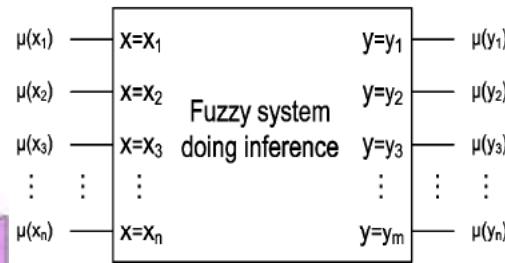 μ(x₁) x=x₁ y=y₁ μ(y₁)
μ(x₂) x=x₂ y=y₂ μ(y₂)
Fuzzy system
μ(x₃) x=x₃ doing inference y=y₃ μ(y₃)
⋮ ⋮ ⋮ ⋮ ⋮ ⋮
μ(xₙ) x=xₙ y=yₘ μ(yₙ)